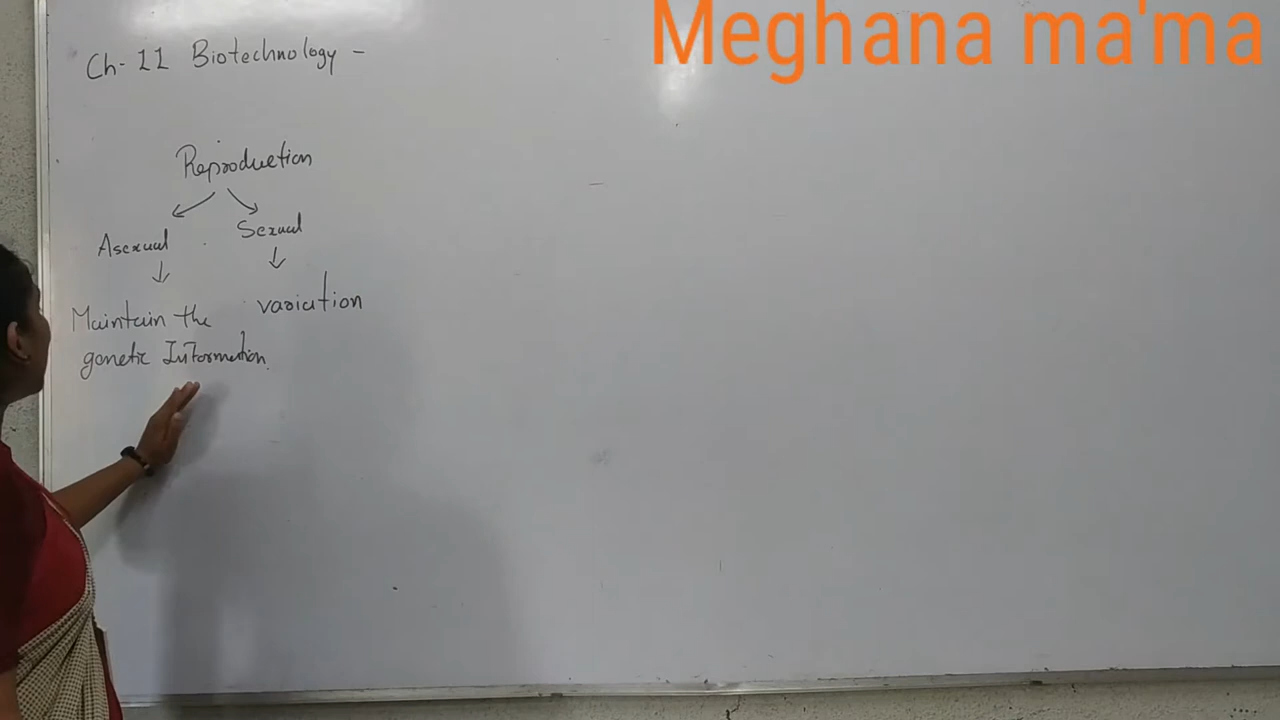 Meghana ma'ma
Ch-11 Biotechnology -
Reproduction
Asexual Sexual
Maintain the variation
genetic Information.